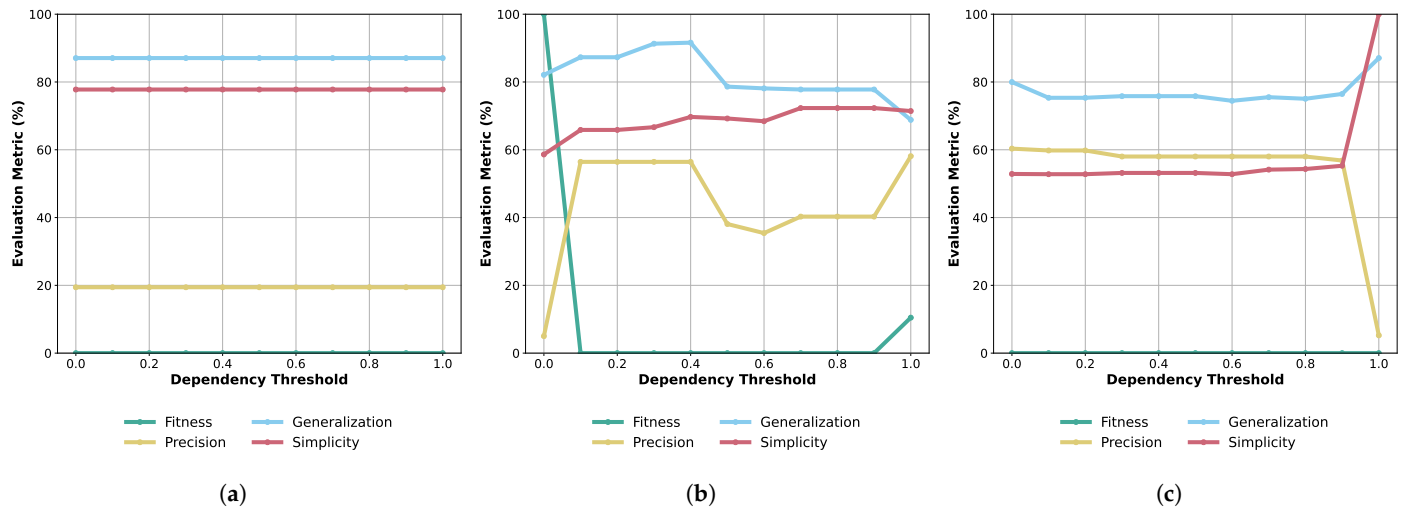 100
80
60
40
20
0
Evaluation Metric (%)
0.0 0.2 0.4 0.6 0.8 1.0
Dependency Threshold
Fitness Generalization
Precision Simplicity
(a)
100
80
60
40
20
0
Evaluation Metric (%)
0.0 0.2 0.4 0.6 0.8 1.0
Dependency Threshold
Fitness Generalization
Precision Simplicity
(b)
100
80
60
40
20
0
Evaluation Metric (%)
0.0 0.2 0.4 0.6 0.8 1.0
Dependency Threshold
Fitness Generalization
Precision Simplicity
(c)